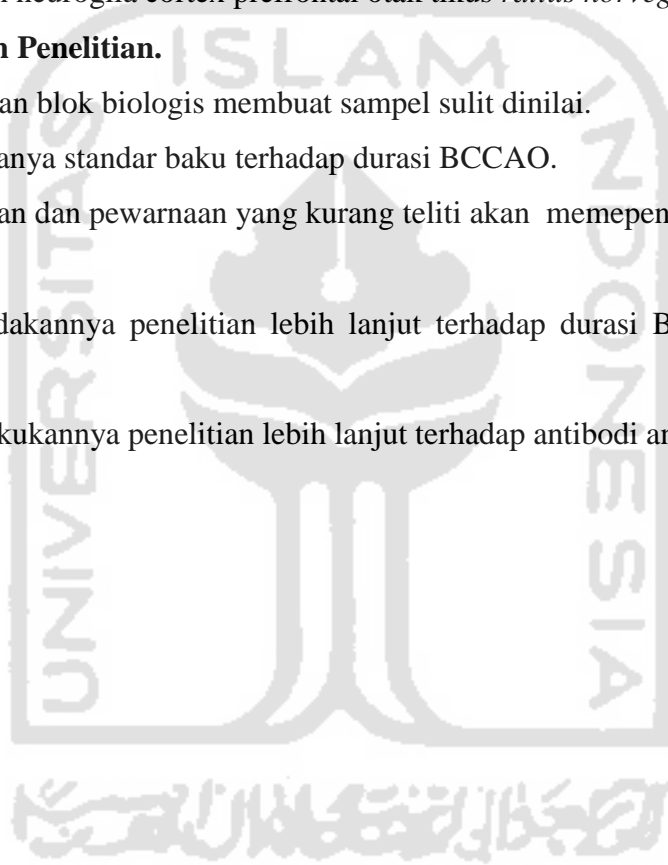 neuroglia cortex prefrontal otak tikus
n Penelitian.
an blok biologis membuat sampel sulit dinilai.
anya standar baku terhadap durasi BCCAO.
an dan pewarnaan yang kurang teliti akan memepen
dakannya penelitian lebih lanjut terhadap durasi B
kukannya penelitian lebih lanjut terhadap antibodi an
ISLAM
UNIVERSITAS
INDONESIA